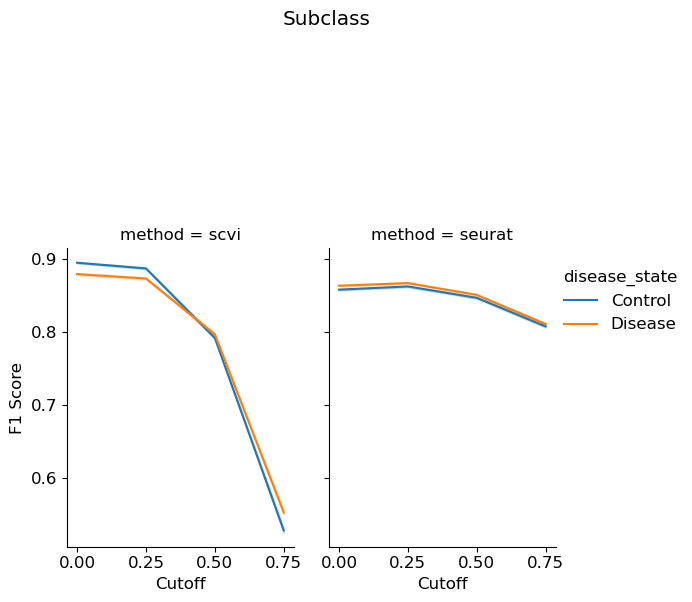 Subclass
method = scvi
method = seurat
0.9
0.8
0.7
0.6
F1 Score
0.00 0.25 0.50 0.75
Cutoff
0.00 0.25 0.50 0.75
Cutoff
disease_state
Control
Disease